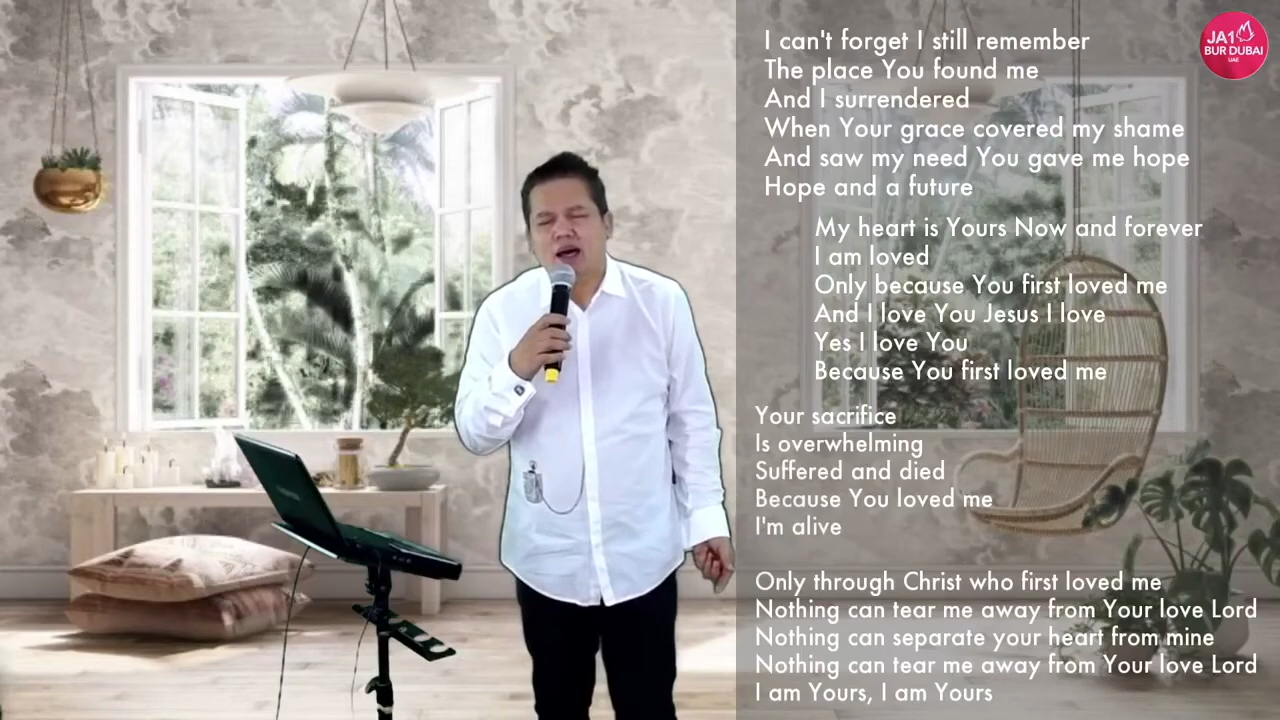 I can't forget I still remember
The place You found me
And I surrendered
When Your grace covered my shame
And saw my need You gave me hope
Hope and a future
My heart is Yours Now and forever
I am loved
Only because You first loved me
And I love You Jesus I love
Yes I love You
Because You first loved me
Your sacrifice
Is overwhelming
Suffered and died
Because You loved me
I'm alive
Only through Christ who first loved me
Nothing can tear me away from Your love Lord
Nothing can separate your heart from mine
Nothing can tear me away from Your love Lord
I am Yours, I am Yours
JA1
BUR DUBAI
UAE